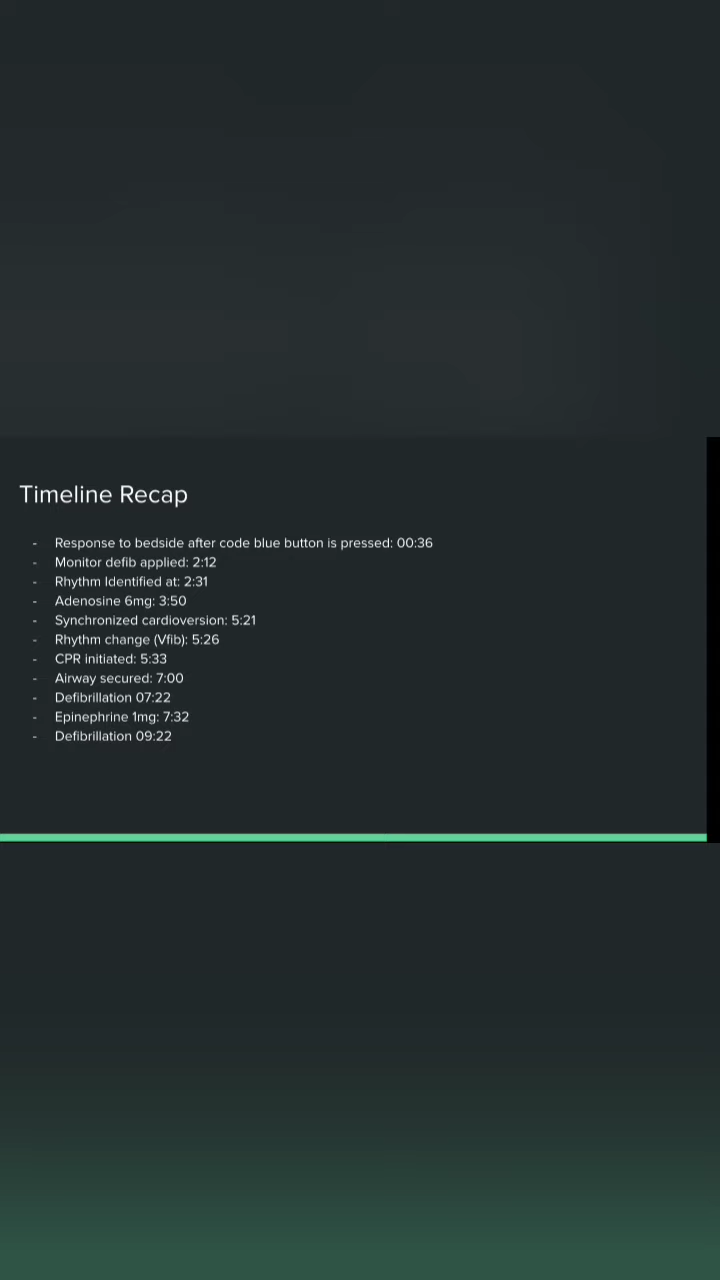 Timeline Recap
- Response to bedside after code blue button is pressed: 00:36
- Monitor defib applied: 2:12
- Rhythm Identified at: 2:31
- Adenosine 6mg: 3:50
- Synchronized cardioversion: 5:21
- Rhythm change (Vfib): 5:26
- CPR initiated: 5:33
- Airway secured: 7:00
- Defibrillation 07:22
- Epinephrine 1mg: 7:32
- Defibrillation 09:22